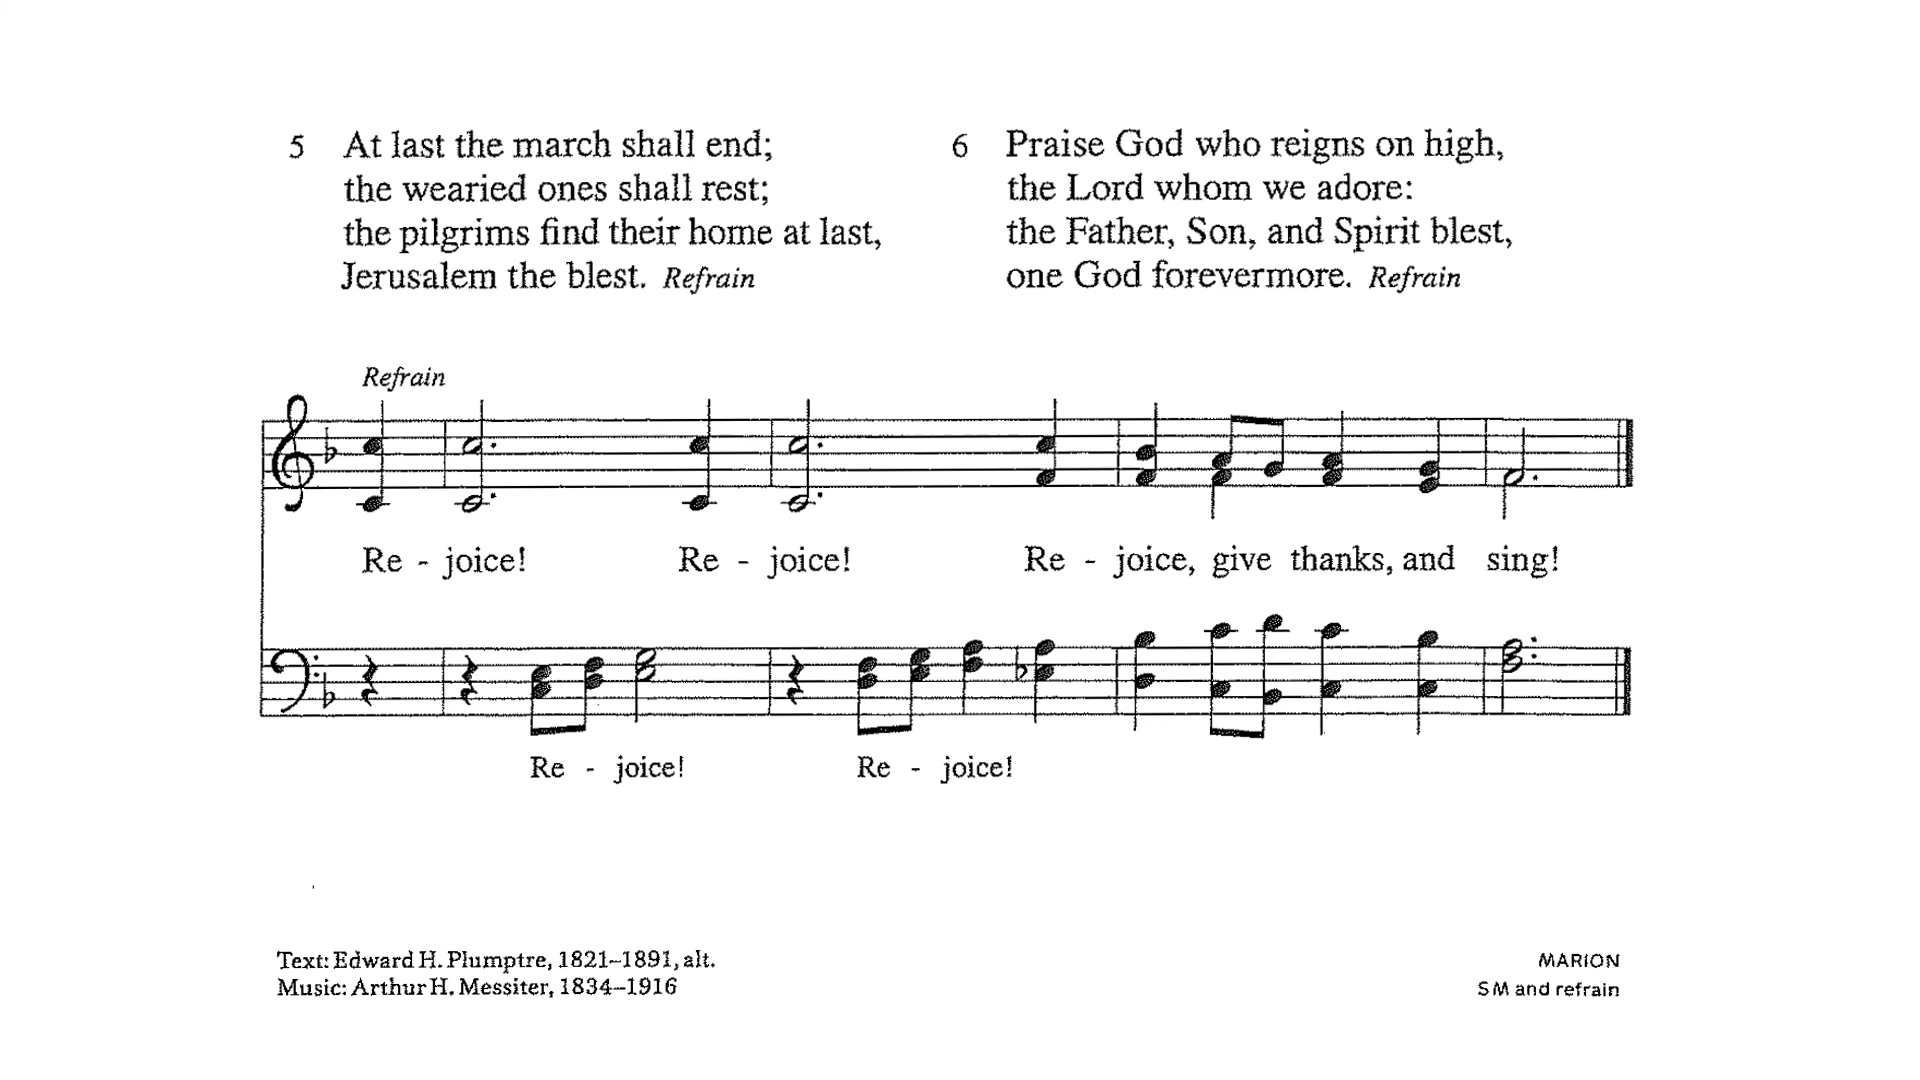 5 At last the march shall end;
the wearied ones shall rest;
the pilgrims find their home at last,
Jerusalem the blest. Refrain
6 Praise God who reigns on high,
the Lord whom we adore:
the Father, Son, and Spirit blest,
one God forevermore. Refrain
Refrain
Re - joice! Re - joice! Re - joice, give thanks, and sing!
Re - joice! Re - joice!
Text: Edward H. Plumptre, 1821–1891, alt.
Music: Arthur H. Messiter, 1834–1916
MARION
SM and refrain